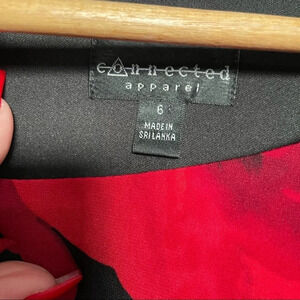 connected
apparel
6
MADE IN
SRI LANKA